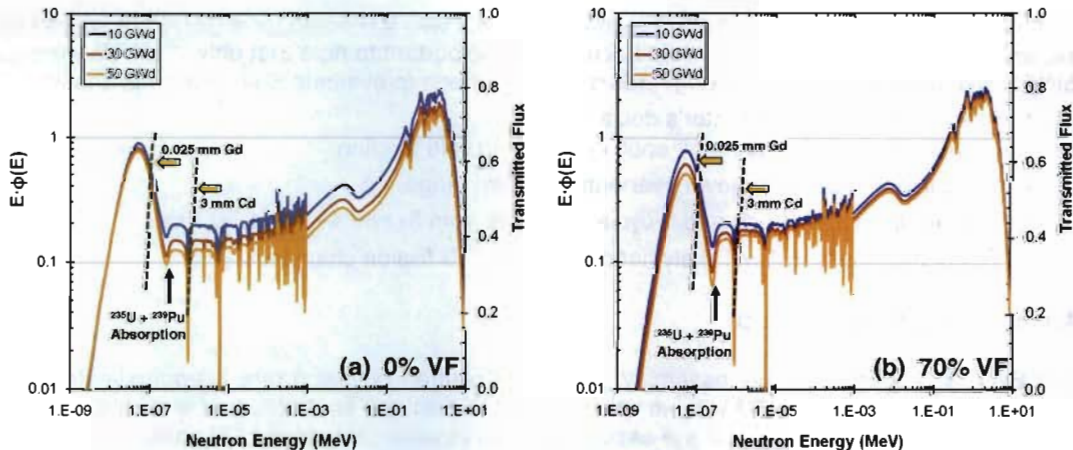 10 GWd
30 GWd
50 GWd
0.025 mm Gd
3 mm Cd
²³⁵U + ²³⁹Pu
Absorption
(a) 0% VF
E·ϕ(E)
10
1
0.1
0.01
Transmitted Flux
1.0
0.8
0.6
0.4
0.2
0.0
1.E-09
1.E-07
1.E-05
1.E-03
1.E-01
1.E+01
Neutron Energy (MeV)
10 GWd
30 GWd
50 GWd
0.025 mm Gd
3 mm Cd
²³⁵U + ²³⁹Pu
Absorption
(b) 70% VF
E·ϕ(E)
10
1
0.1
0.01
Transmitted Flux
1.0
0.8
0.6
0.4
0.2
0.0
1.E-09
1.E-07
1.E-05
1.E-03
1.E-01
1.E+01
Neutron Energy (MeV)